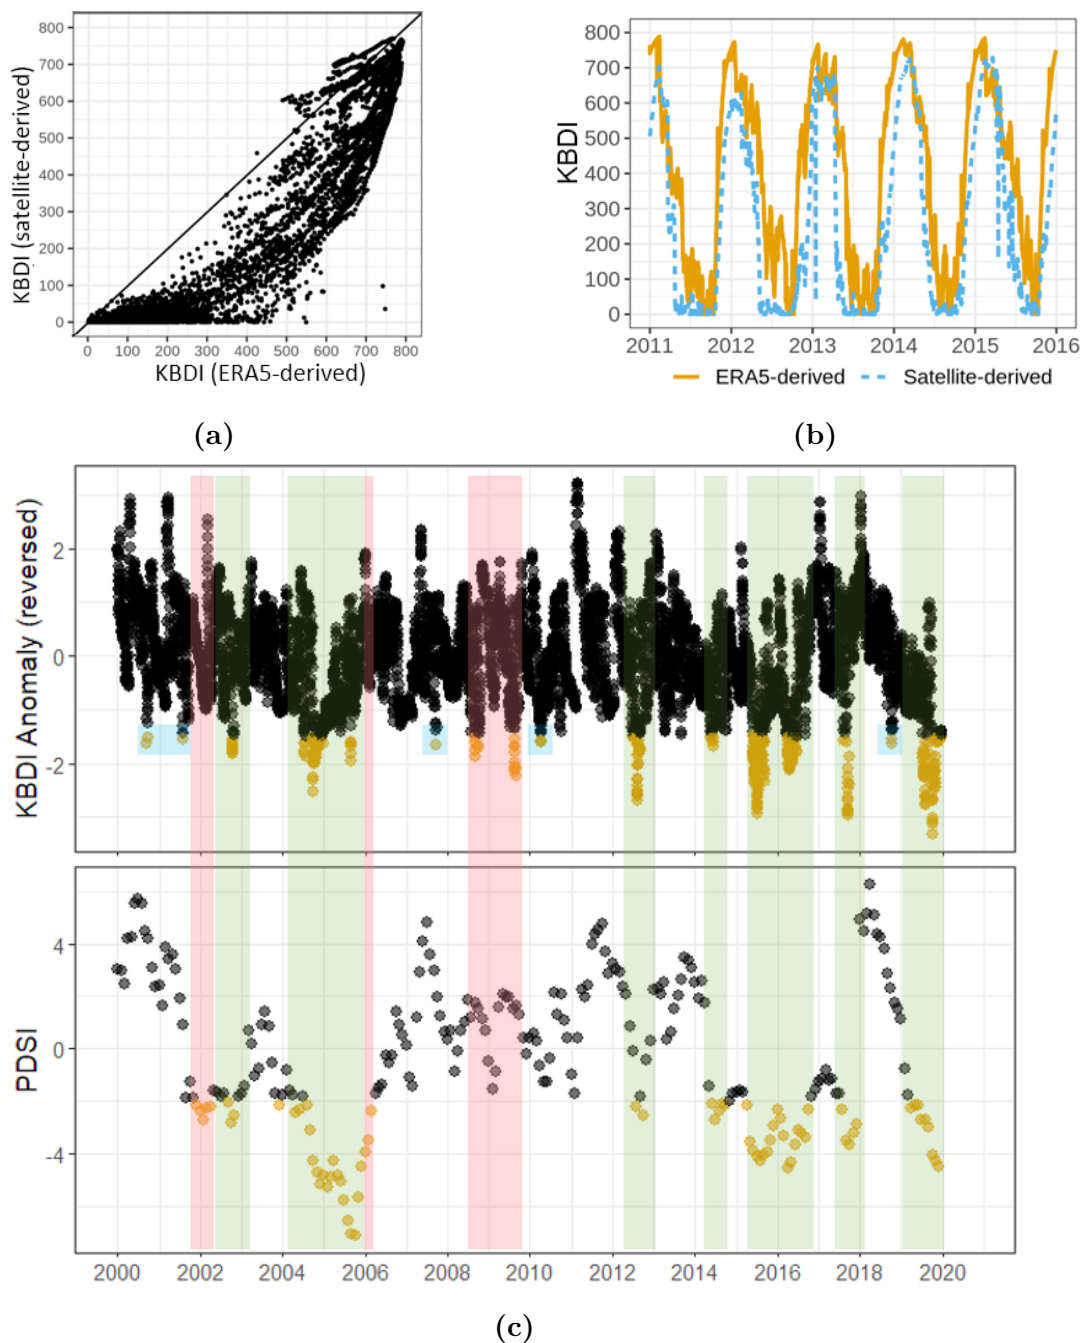 800
700
600
500
400
300
200
100
0
KBDI (satellite-derived)
0 100 200 300 400 500 600 700 800
KBDI (ERA5-derived)
(a)
800
700
600
500
400
300
200
100
0
KBDI
2011 2012 2013 2014 2015 2016
ERA5-derived Satellite-derived
(b)
KBDI Anomaly (reversed)
2
0
-2
PDSI
4
0
-4
2000 2002 2004 2006 2008 2010 2012 2014 2016 2018 2020
(c)